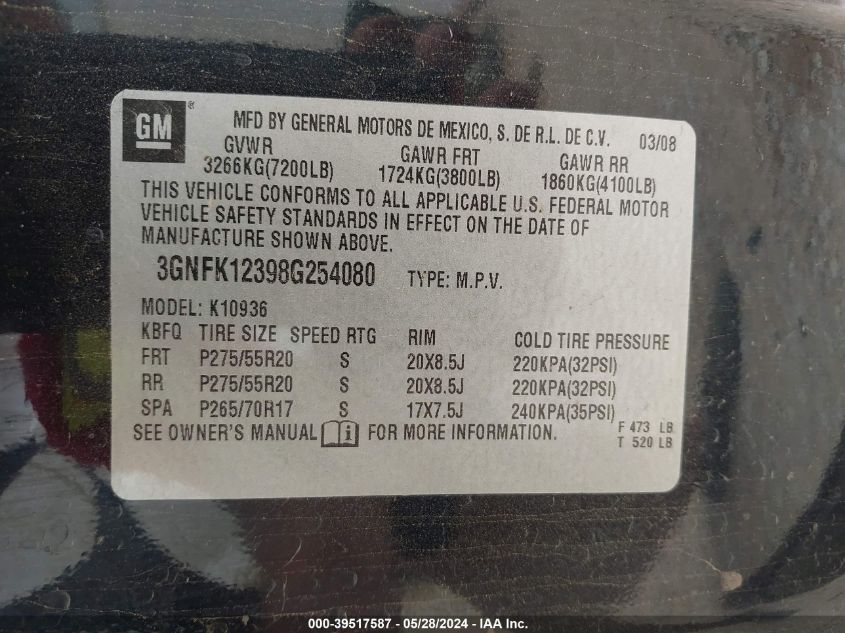 GM ®
MFD BY GENERAL MOTORS DE MEXICO, S. DE R.L. DE C.V. 03/08
GVWR GAWR FRT GAWR RR
3266KG(7200LB) 1724KG(3800LB) 1860KG(4100LB)
THIS VEHICLE CONFORMS TO ALL APPLICABLE U.S. FEDERAL MOTOR
VEHICLE SAFETY STANDARDS IN EFFECT ON THE DATE OF
MANUFACTURE SHOWN ABOVE.
3GNFK12398G254080 TYPE: M.P.V.
MODEL: K10936
KBFQ TIRE SIZE SPEED RTG RIM COLD TIRE PRESSURE
FRT P275/55R20 S 20X8.5J 220KPA(32PSI)
RR P275/55R20 S 20X8.5J 220KPA(32PSI)
SPA P265/70R17 S 17X7.5J 240KPA(35PSI)
SEE OWNER'S MANUAL i FOR MORE INFORMATION. F 473 LB
T 520 LB
000-39517587 - 05/28/2024 - IAA Inc.